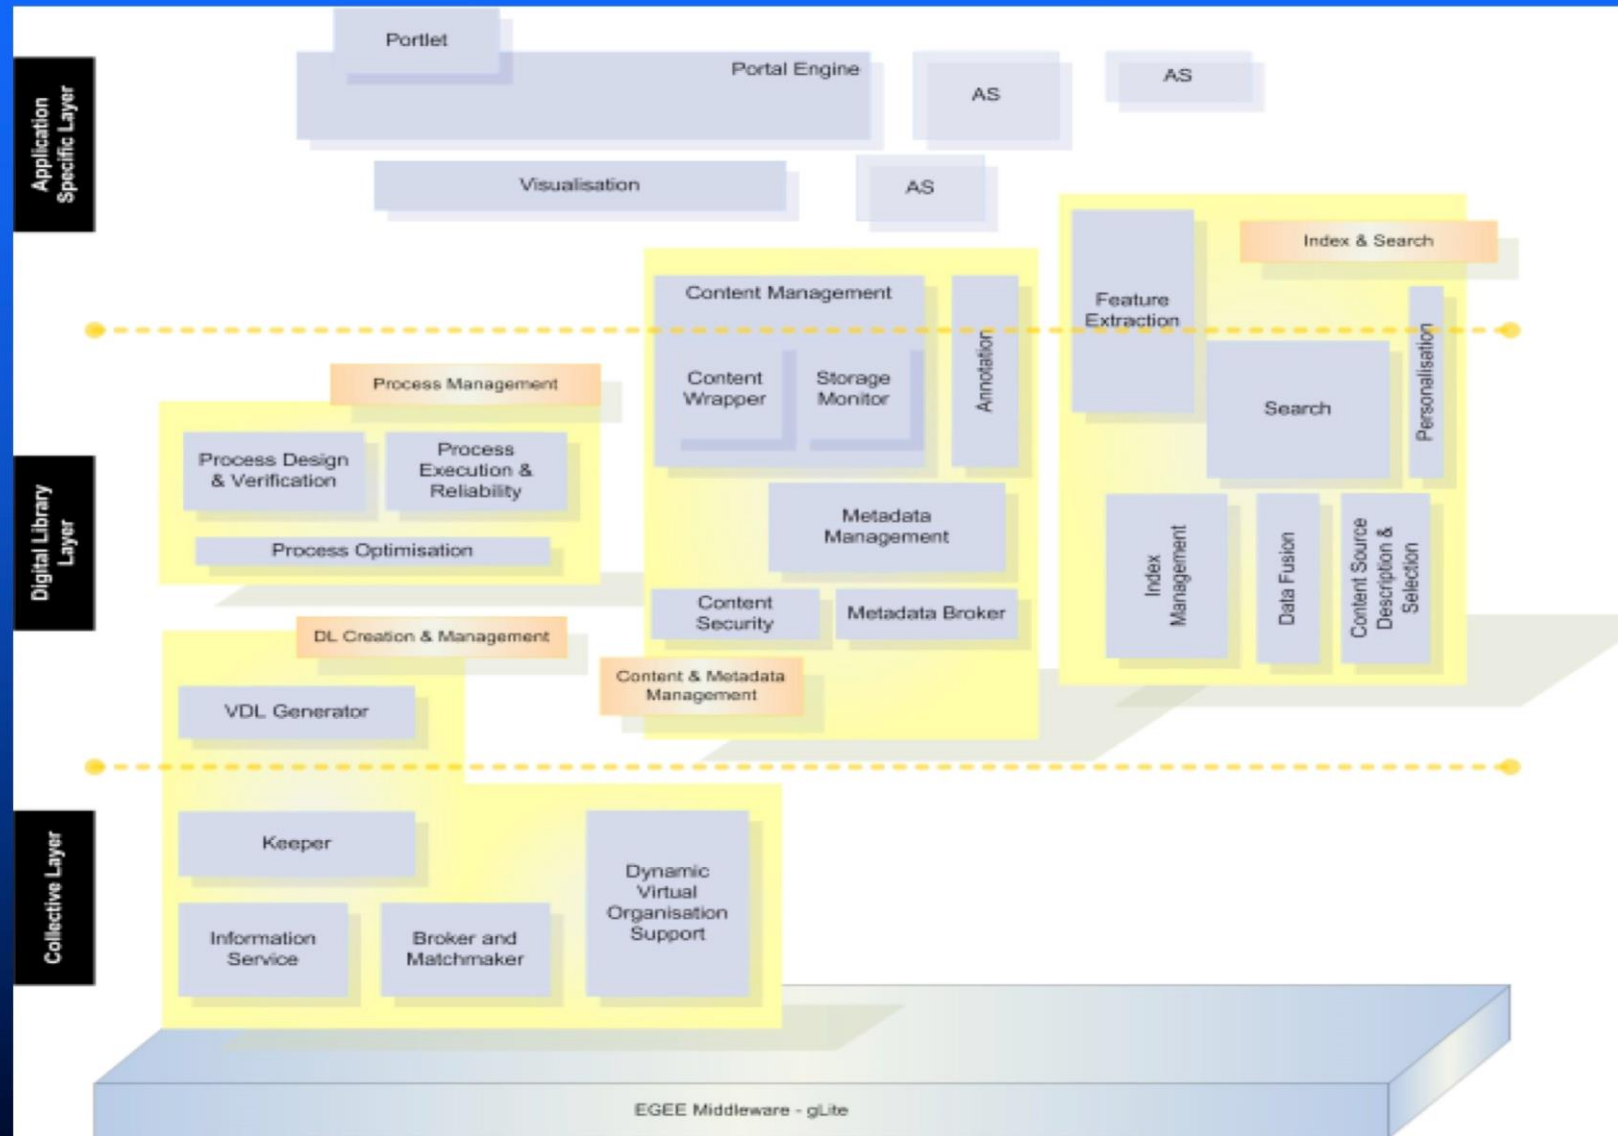 Portlet
Portal Engine
AS
AS
Application
Specific Layer
Visualisation
AS
Index & Search
Content Management
Feature
Extraction
Annotation
Personalisation
Process Management
Content
Wrapper
Storage
Monitor
Search
Process Design
& Verification
Process
Execution &
Reliability
Process Optimisation
Digital Library
Layer
Metadata
Management
Index
Management
Data Fusion
Content Source
Description &
Selection
Content
Security
Metadata Broker
DL Creation & Management
Content & Metadata
Management
VDL Generator
Keeper
Collective Layer
Dynamic
Virtual
Organisation
Support
Information
Service
Broker and
Matchmaker
EGEE Middleware - gLite